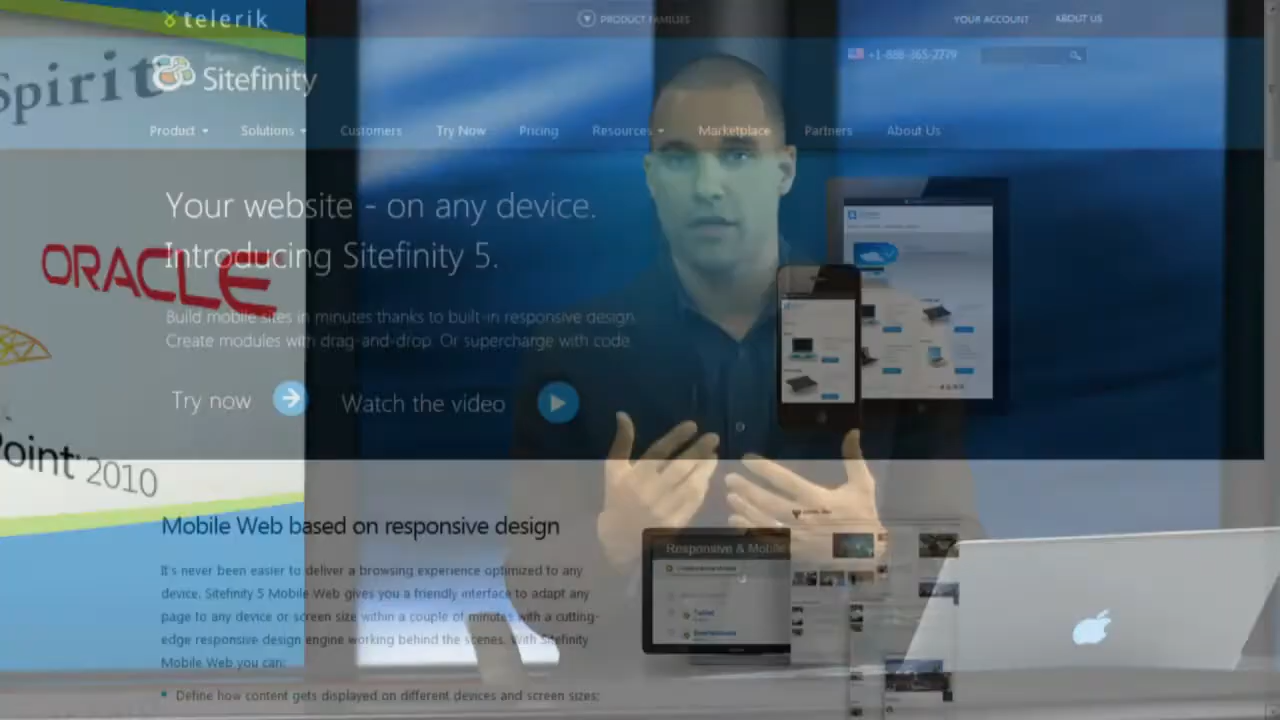 telerik
PRODUCT FAMILIES
YOUR ACCOUNT
ABOUT US
Spirit
Sitefinity
+1-888-365-2779
Product
Solutions
Customers
Try Now
Pricing
Resources
Marketplace
Partners
About Us
Your website - on any device.
Introducing Sitefinity 5.
ORACLE
Build mobile sites in minutes thanks to built-in responsive design.
Create modules with drag-and-drop. Or supercharge with code.
Try now
Watch the video
Point 2010
Mobile Web based on responsive design
Responsive & Mobile
It's never been easier to deliver a browsing experience optimized to any
device. Sitefinity 5 Mobile Web gives you a friendly interface to adapt any
page to any device or screen size within a couple of minutes with a cutting-
edge responsive design engine working behind the scenes. With Sitefinity
Mobile Web you can:
Tablet
Define how content gets displayed on different devices and screen sizes: